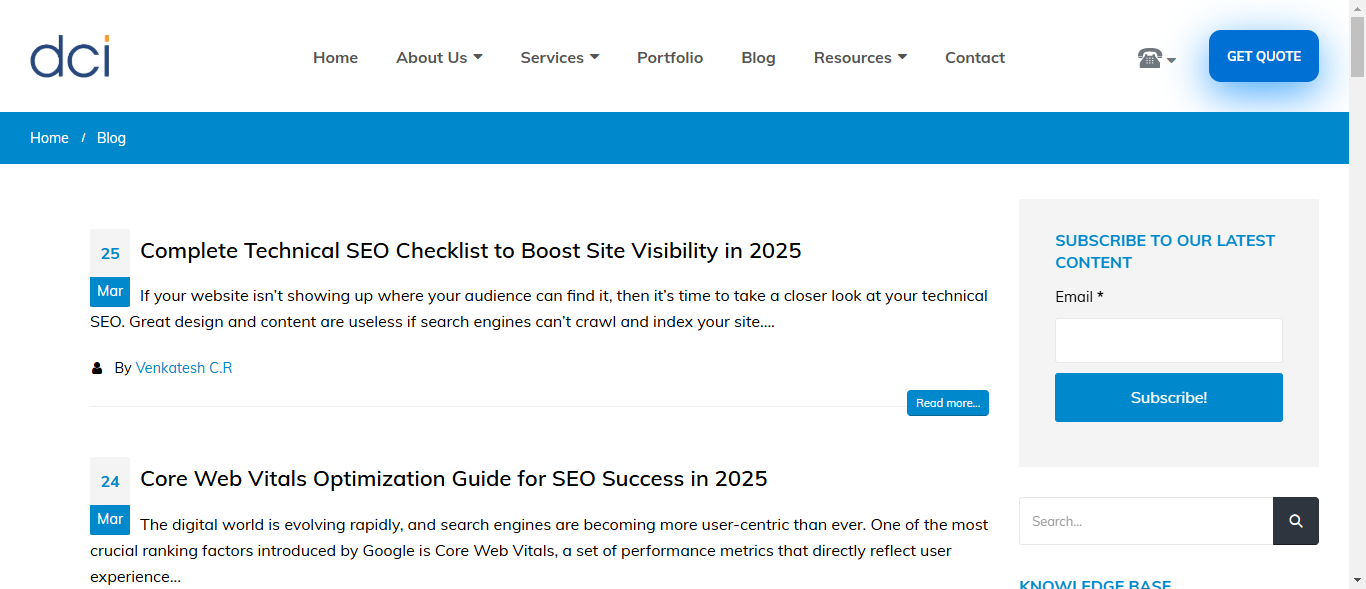 dci
Home
About Us
Services
Portfolio
Blog
Resources
Contact
GET QUOTE
Home / Blog
25
Mar
Complete Technical SEO Checklist to Boost Site Visibility in 2025
If your website isn’t showing up where your audience can find it, then it’s time to take a closer look at your technical
SEO. Great design and content are useless if search engines can’t crawl and index your site....
By Venkatesh C.R
Read more...
24
Mar
Core Web Vitals Optimization Guide for SEO Success in 2025
The digital world is evolving rapidly, and search engines are becoming more user-centric than ever. One of the most
crucial ranking factors introduced by Google is Core Web Vitals, a set of performance metrics that directly reflect user
experience...
SUBSCRIBE TO OUR LATEST
CONTENT
Email *
Subscribe!
Search...
KNOWLEDGE BASE